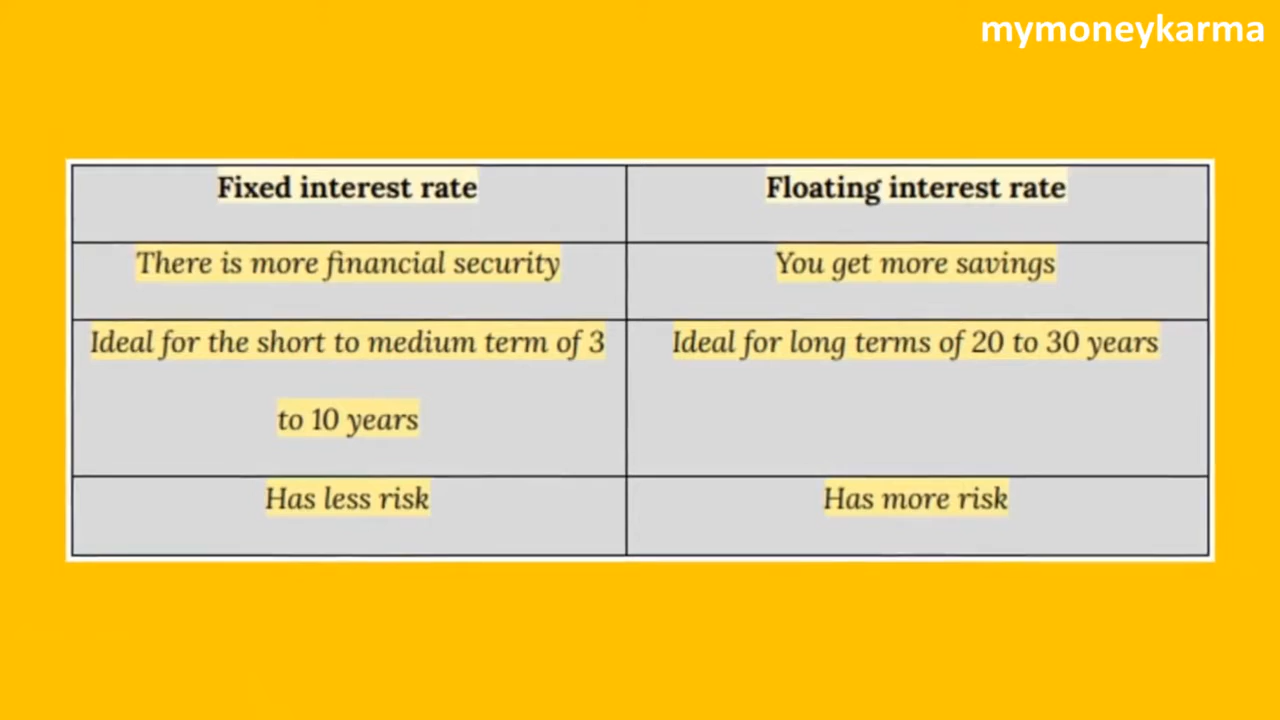 mymoneykarma
Fixed interest rate
Floating interest rate
There is more financial security
You get more savings
Ideal for the short to medium term of 3
to 10 years
Ideal for long terms of 20 to 30 years
Has less risk
Has more risk